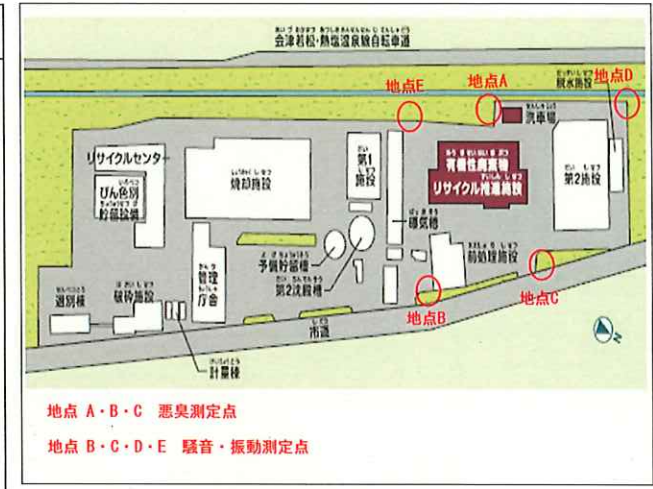 会津若松・熱塩温泉線自転車道
地点E
地点A
地点D
脱水施設
洗車場
リサイクルセンター
びん色別
貯留設備
焼却施設
第1
施設
有機性廃棄物
リサイクル推進施設
第2施設
曝気槽
予備貯留槽
第2沈殿槽
前処理施設
管理
庁舎
選別棟
破砕施設
地点B
地点C
市道
計量棟
N
地点 A・B・C 悪臭測定点
地点 B・C・D・E 騒音・振動測定点